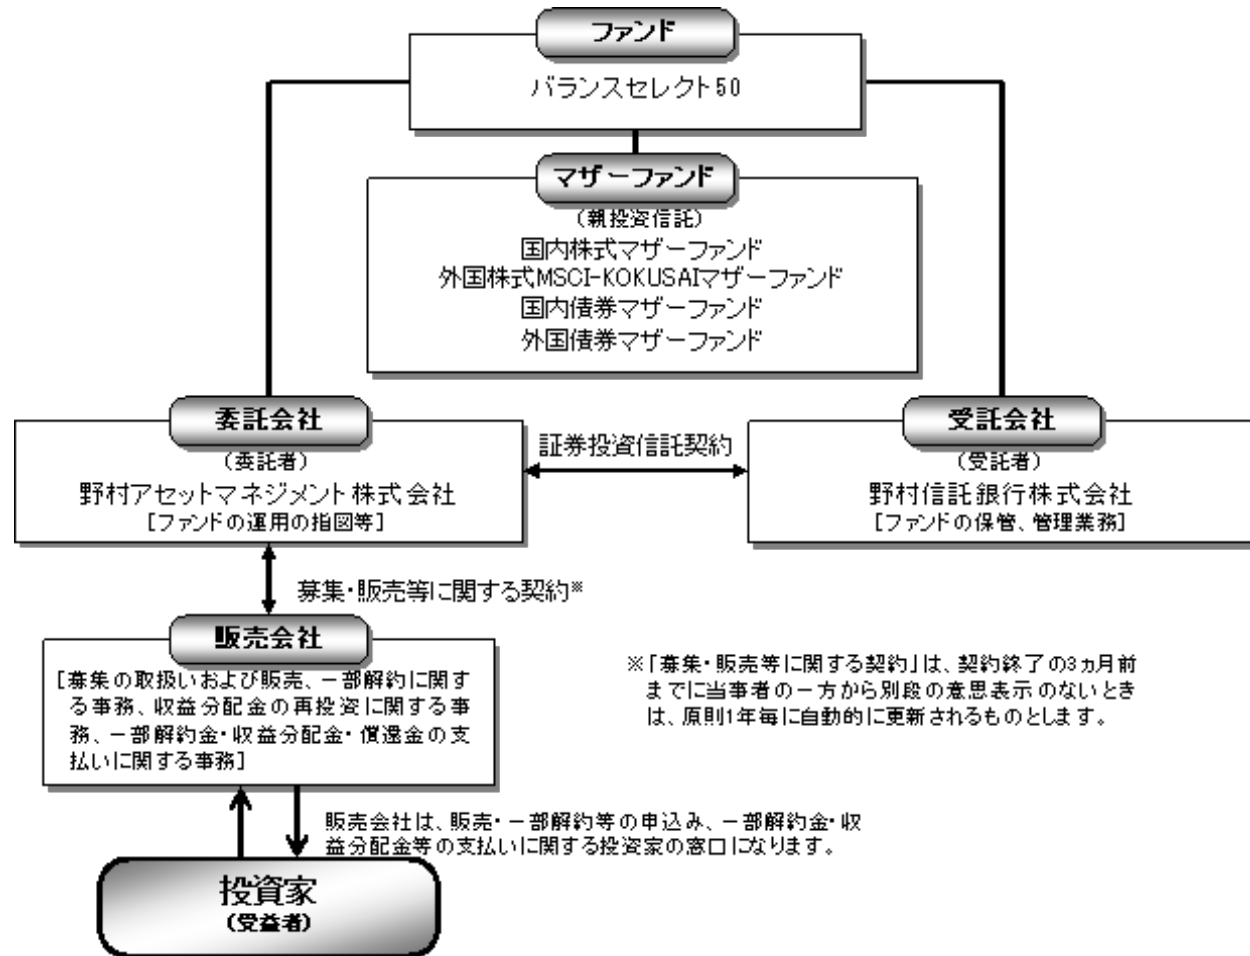 ファンド
バランスセレクト50
マザーファンド
(親投資信託)
国内株式マザーファンド
外国株式MSCI-KOKUSAIマザーファンド
国内債券マザーファンド
外国債券マザーファンド
委託会社
(委託者)
野村アセットマネジメント株式会社
[ファンドの運用の指図等]
証券投資信託契約
受託会社
(受託者)
野村信託銀行株式会社
[ファンドの保管、管理業務]
募集・販売等に関する契約※
販売会社
[募集の取扱いおよび販売、一部解約に関す
る事務、収益分配金の再投資に関する事
務、一部解約金・収益分配金・償還金の支
払いに関する事務]
※「募集・販売等に関する契約」は、契約終了の3ヵ月前
までに当事者の一方から別段の意思表示のないとき
は、原則1年毎に自動的に更新されるものとします。
販売会社は、販売・一部解約等の申込み、一部解約金・収
益分配金等の支払いに関する投資家の窓口になります。
投資家
(受益者)